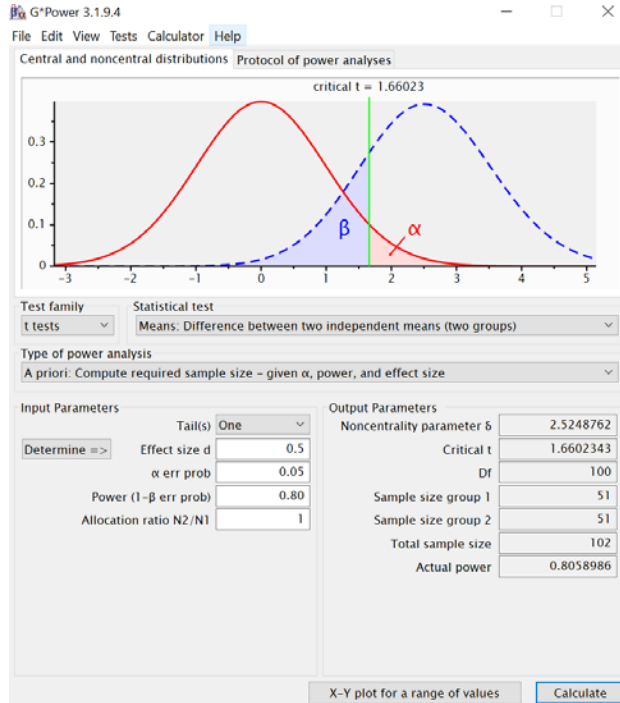 G*Power 3.1.9.4
File Edit View Tests Calculator Help
Central and noncentral distributions Protocol of power analyses
critical t = 1.66023
0.3
0.2
0.1
0
β
α
-3 -2 -1 0 1 2 3 4 5
Test family Statistical test
t tests Means: Difference between two independent means (two groups)
Type of power analysis
A priori: Compute required sample size – given α, power, and effect size
Input Parameters Output Parameters
Tail(s) One Noncentrality parameter δ 2.5248762
Determine => Effect size d 0.5 Critical t 1.6602343
α err prob 0.05 Df 100
Power (1-β err prob) 0.80 Sample size group 1 51
Allocation ratio N2/N1 1 Sample size group 2 51
Total sample size 102
Actual power 0.8058986
X-Y plot for a range of values Calculate